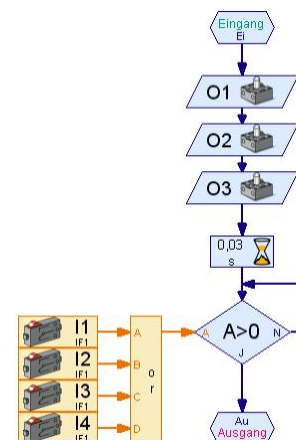 Eingang
Ei
O1
O2
O3
0,03
s
I1
IF1
I2
IF1
I3
IF1
I4
IF1
A
B
C
D
o
r
A
A>0
N
J
Au
Ausgang